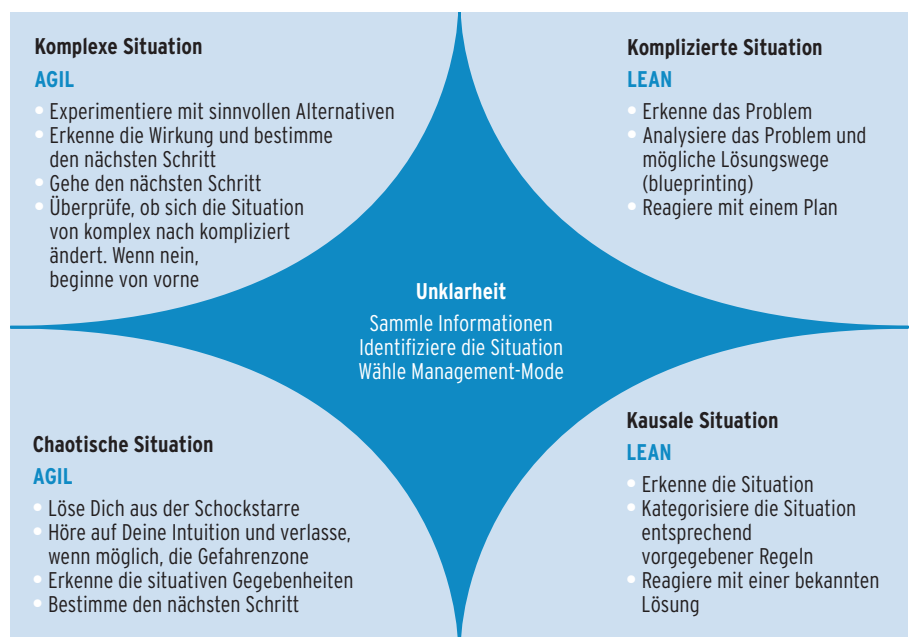 Komplexe Situation
AGIL
• Experimentiere mit sinnvollen Alternativen
• Erkenne die Wirkung und bestimme
den nächsten Schritt
• Gehe den nächsten Schritt
• Überprüfe, ob sich die Situation
von komplex nach kompliziert
ändert. Wenn nein,
beginne von vorne
Komplizierte Situation
LEAN
• Erkenne das Problem
• Analysiere das Problem und
mögliche Lösungswege
(blueprinting)
• Reagiere mit einem Plan
Unklarheit
Sammle Informationen
Identifiziere die Situation
Wähle Management-Mode
Chaotische Situation
AGIL
• Löse Dich aus der Schockstarre
• Höre auf Deine Intuition und verlasse,
wenn möglich, die Gefahrenzone
• Erkenne die situativen Gegebenheiten
• Bestimme den nächsten Schritt
Kausale Situation
LEAN
• Erkenne die Situation
• Kategorisiere die Situation
entsprechend
vorgegebener Regeln
• Reagiere mit einer bekannten
Lösung